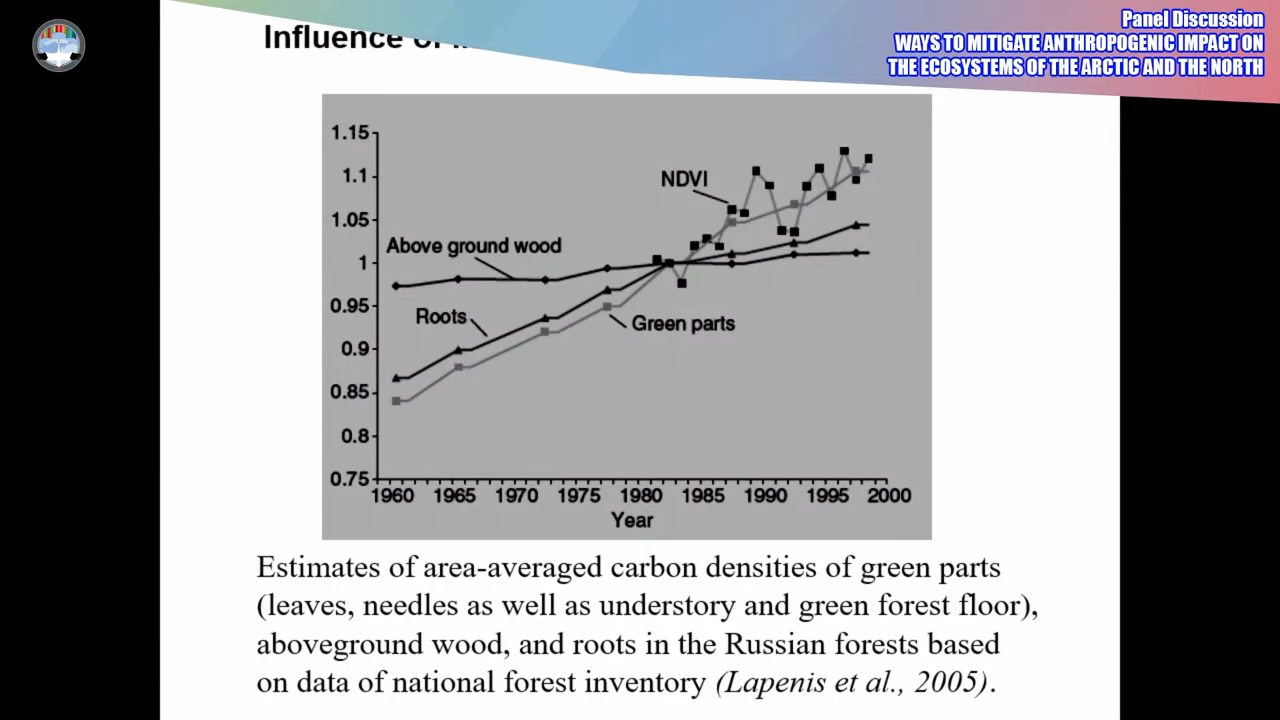 Panel Discussion
WAYS TO MITIGATE ANTHROPOGENIC IMPACT ON
THE ECOSYSTEMS OF THE ARCTIC AND THE NORTH
Influence of
1.15
1.1
1.05
1
0.95
0.9
0.85
0.8
0.75
NDVI
Above ground wood
Roots
Green parts
1960 1965 1970 1975 1980 1985 1990 1995 2000
Year
Estimates of area-averaged carbon densities of green parts
(leaves, needles as well as understory and green forest floor),
aboveground wood, and roots in the Russian forests based
on data of national forest inventory (Lapenis et al., 2005).